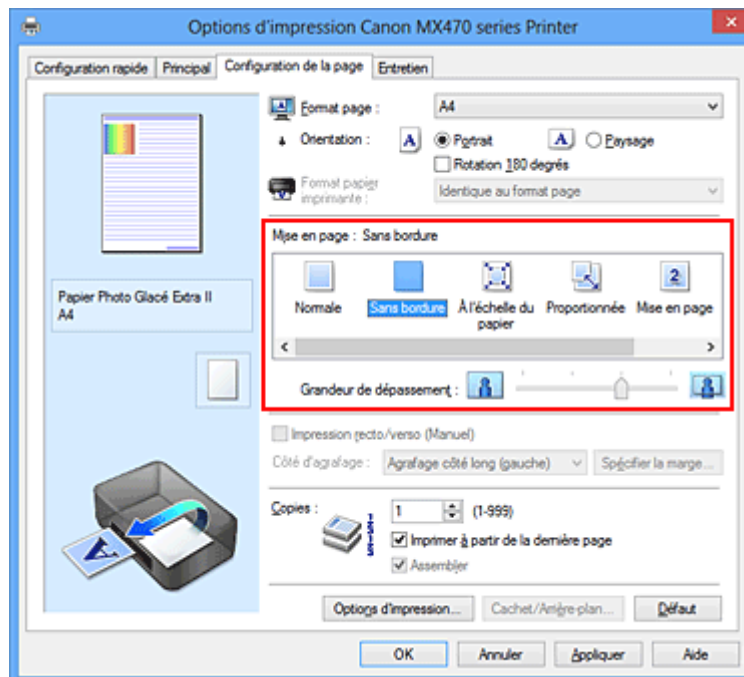 Options d'impression Canon MX470 series Printer
Configuration rapide Principal Configuration de la page Entretien
Format page : A4
Orientation : A Portrait A Paysage
Rotation 180 degrés
Format papier imprimante : Identique au format page
Mise en page : Sans bordure
2
Normale Sans bordure À l'échelle du papier Proportionnée Mise en page
Papier Photo Glacé Extra II
A4
Grandeur de dépassement :
Impression recto/verso (Manuel)
Côté d'agrafage : Agrafage côté long (gauche) Spécifier la marge...
Copies : 1 (1-999)
Imprimer à partir de la dernière page
Assembler
A
Options d'impression... Cachet/Arrière-plan... Défaut
OK Annuler Appliquer Aide